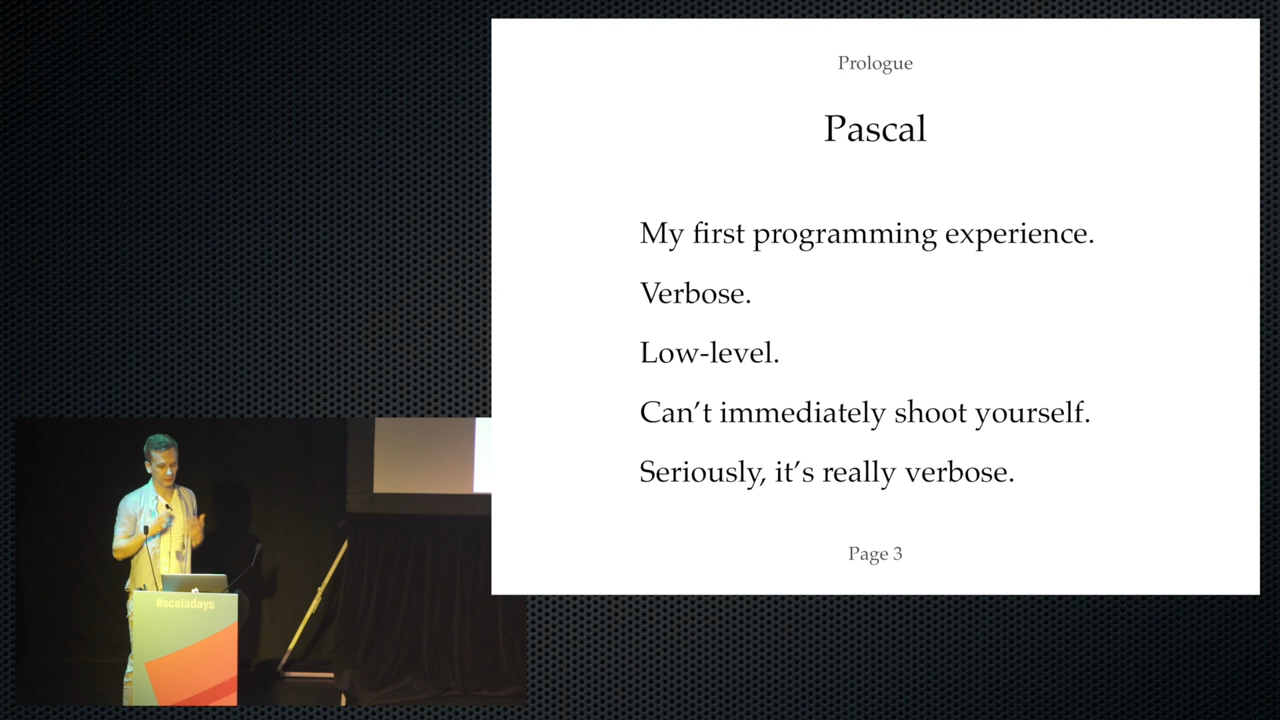 Prologue
Pascal
My first programming experience.
Verbose.
Low-level.
Can’t immediately shoot yourself.
Seriously, it’s really verbose.
Page 3
#scaladays